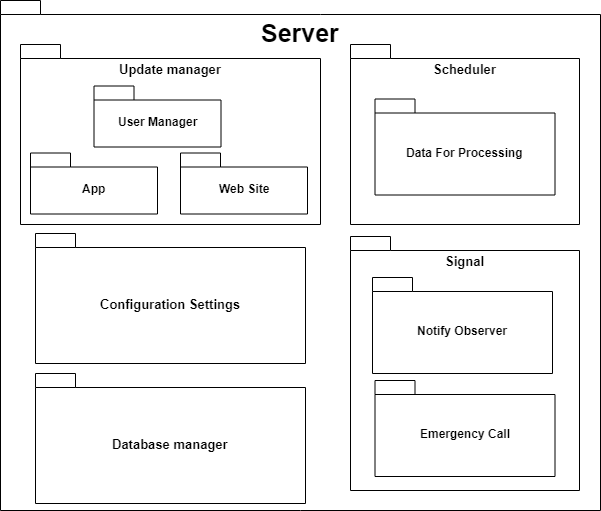 Server
Update manager
User Manager
App
Web Site
Scheduler
Data For Processing
Configuration Settings
Signal
Notify Observer
Emergency Call
Database manager